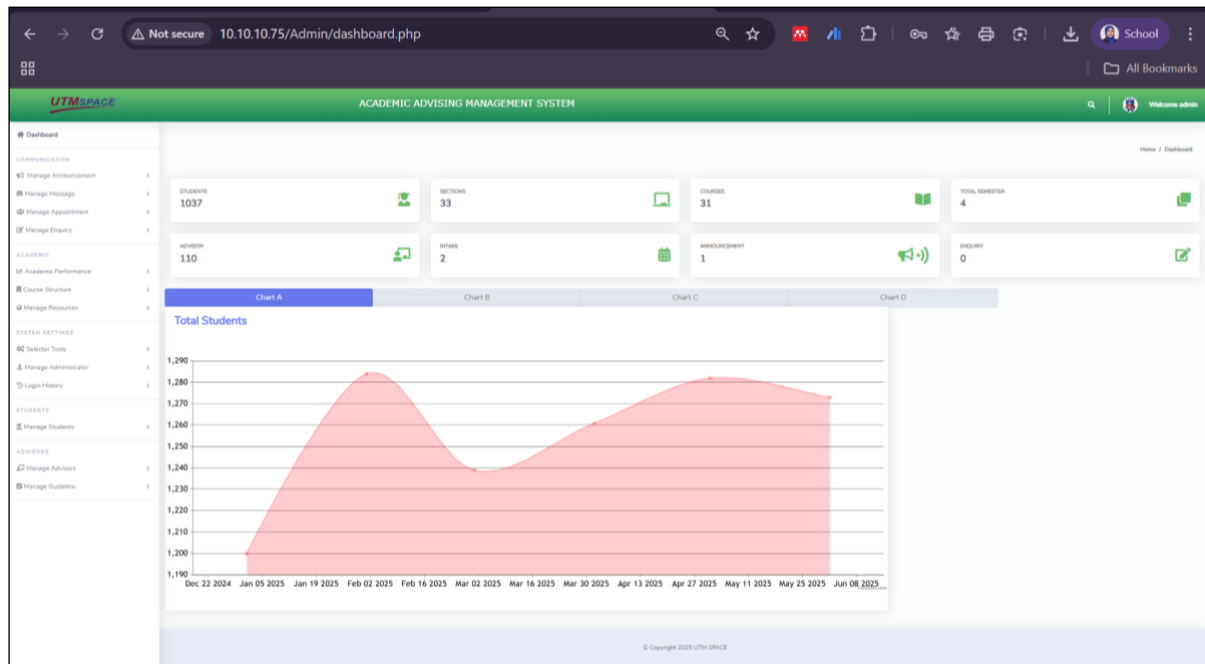 Not secure 10.10.10.75/Admin/dashboard.php School
All Bookmarks
UTMSPACE ACADEMIC ADVISING MANAGEMENT SYSTEM Welcome admin
Dashboard
Home / Dashboard
COMMUNICATION
Manage Announcement
Manage Message
Manage Appointment
Manage Enquiry
ACADEMIC
Academic Performance
Course Structure
Manage Resources
SYSTEM SETTINGS
Selector Tools
Manage Administrator
Login History
STUDENTS
Manage Students
ADVISORS
Manage Advisors
Manage Guideline
STUDENTS
1037
SECTIONS
33
COURSES
31
TOTAL SEMESTER
4
ADVISOR
110
INTAKE
2
ANNOUNCEMENT
1
ENQUIRY
0
Chart A Chart B Chart C Chart D
Total Students
1,290
1,280
1,270
1,260
1,250
1,240
1,230
1,220
1,210
1,200
1,190
Dec 22 2024 Jan 05 2025 Jan 19 2025 Feb 02 2025 Feb 16 2025 Mar 02 2025 Mar 16 2025 Mar 30 2025 Apr 13 2025 Apr 27 2025 May 11 2025 May 25 2025 Jun 08 2025
© Copyright 2025 UTM SPACE